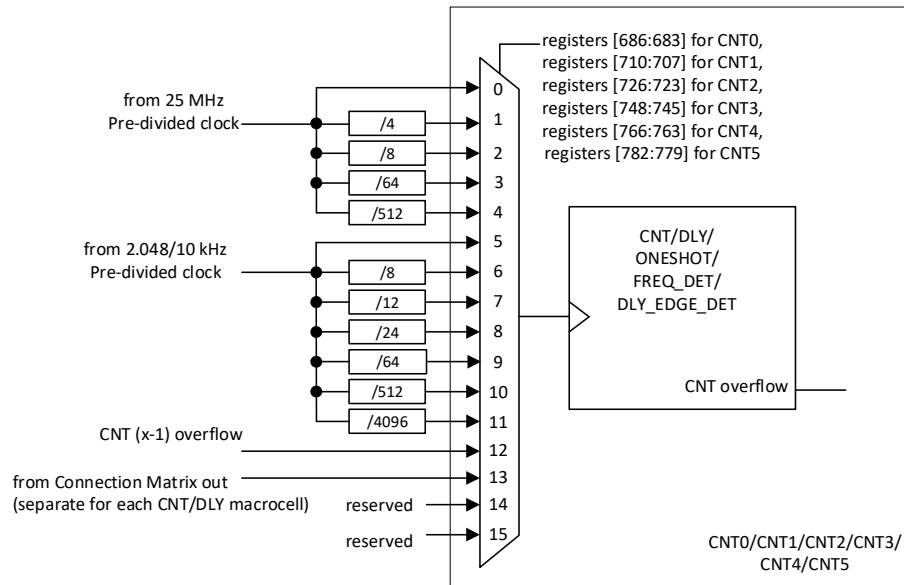 registers [686:683] for CNT0,
registers [710:707] for CNT1,
registers [726:723] for CNT2,
registers [748:745] for CNT3,
registers [766:763] for CNT4,
registers [782:779] for CNT5
from 25 MHz
Pre-divided clock
0
/4
1
/8
2
/64
3
/512
4
from 2.048/10 kHz
Pre-divided clock
5
/8
6
/12
7
/24
8
/64
9
/512
10
/4096
11
CNT (x-1) overflow
12
from Connection Matrix out
(separate for each CNT/DLY macrocell)
13
reserved
14
reserved
15
CNT/DLY/
ONESHOT/
FREQ_DET/
DLY_EDGE_DET
CNT overflow
CNT0/CNT1/CNT2/CNT3/
CNT4/CNT5